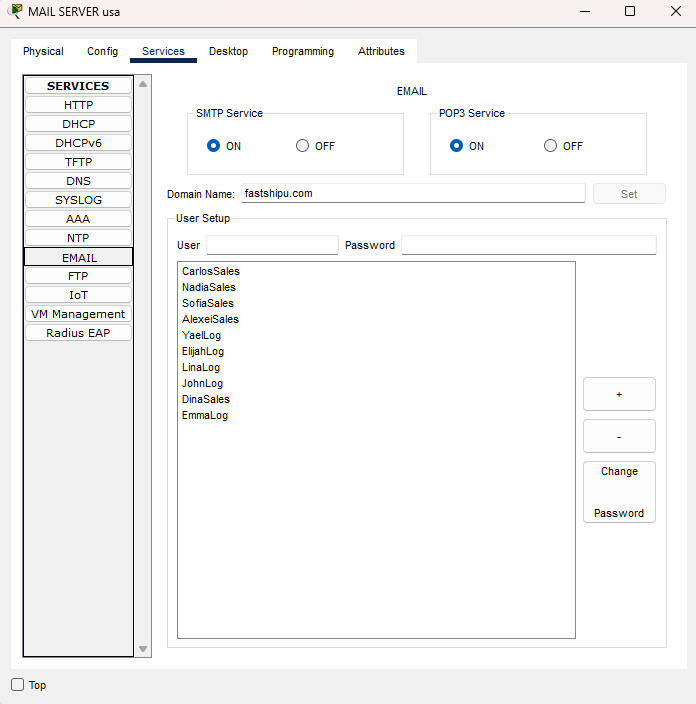 MAIL SERVER usa
Physical Config Services Desktop Programming Attributes
SERVICES
HTTP
DHCP
DHCPv6
TFTP
DNS
SYSLOG
AAA
NTP
EMAIL
FTP
IoT
VM Management
Radius EAP
EMAIL
SMTP Service
ON OFF
POP3 Service
ON OFF
Domain Name: fastshipu.com Set
User Setup
User Password
CarlosSales
NadiaSales
SofiaSales
AlexeiSales
YaelLog
ElijahLog
LinaLog
JohnLog
DinaSales
EmmaLog
+
-
Change
Password
Top